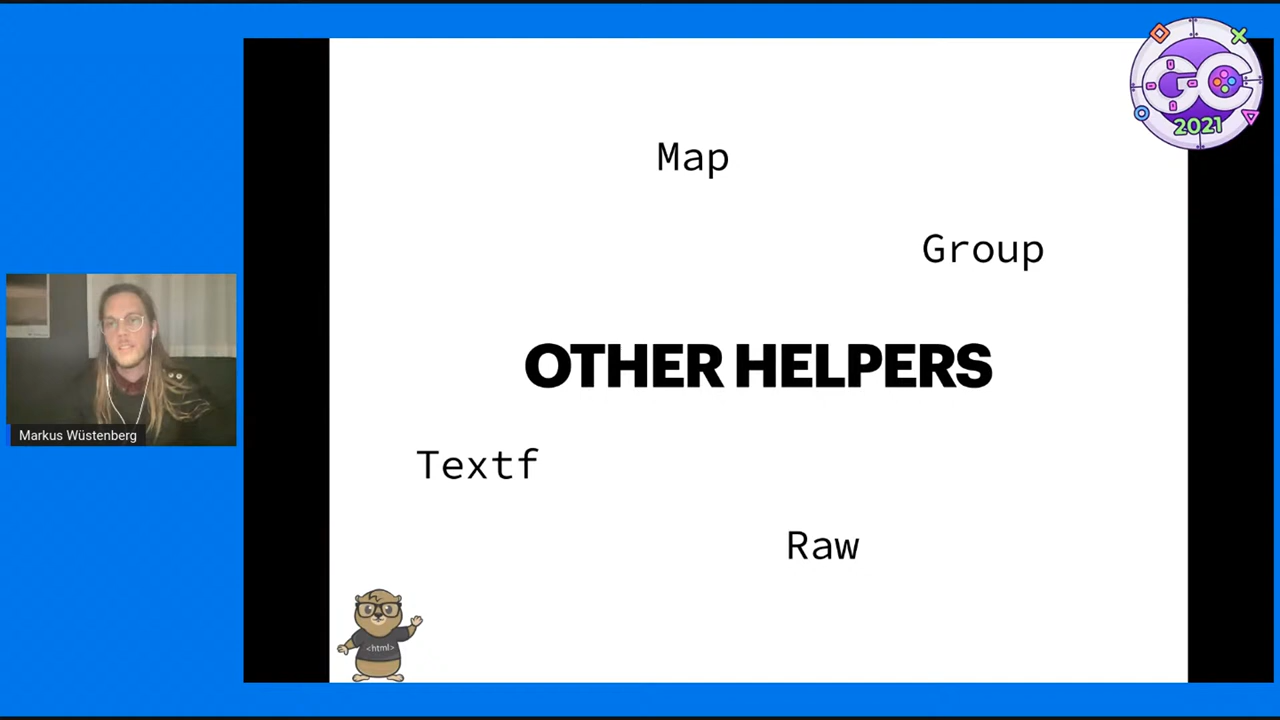 GC
2021
Map
Group
OTHER HELPERS
Markus Wüstenberg
Textf
Raw
<html>